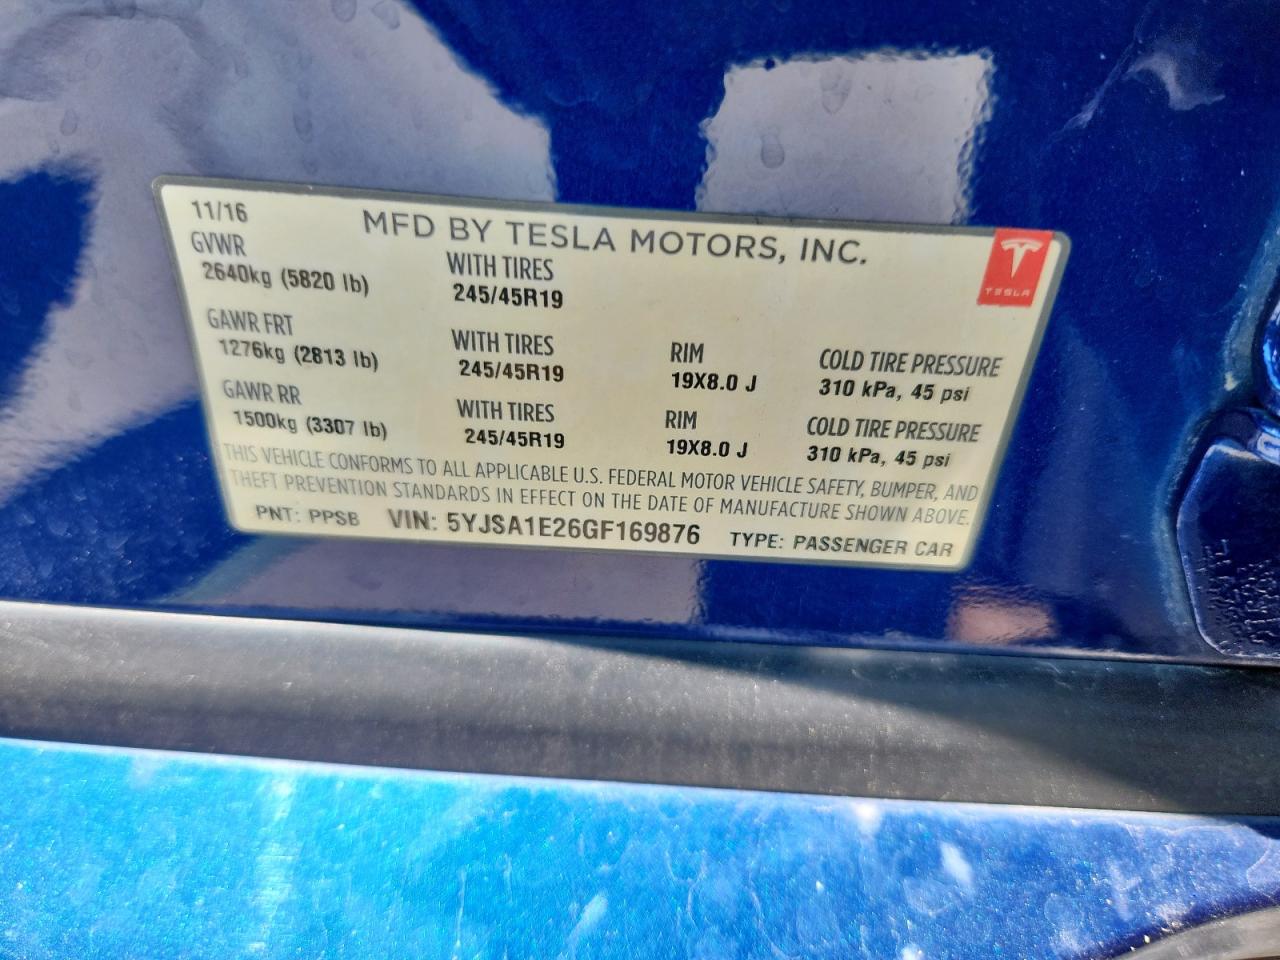 11/16
MFD BY TESLA MOTORS, INC.
TESLA
GVWR
2640kg (5820 lb)
WITH TIRES
245/45R19
GAWR FRT
1276kg (2813 lb)
WITH TIRES
245/45R19
RIM
19X8.0 J
COLD TIRE PRESSURE
310 kPa, 45 psi
GAWR RR
1500kg (3307 lb)
WITH TIRES
245/45R19
RIM
19X8.0 J
COLD TIRE PRESSURE
310 kPa, 45 psi
THIS VEHICLE CONFORMS TO ALL APPLICABLE U.S. FEDERAL MOTOR VEHICLE SAFETY, BUMPER, AND
THEFT PREVENTION STANDARDS IN EFFECT ON THE DATE OF MANUFACTURE SHOWN ABOVE.
PNT: PPSB VIN: 5YJSA1E26GF169876 TYPE: PASSENGER CAR